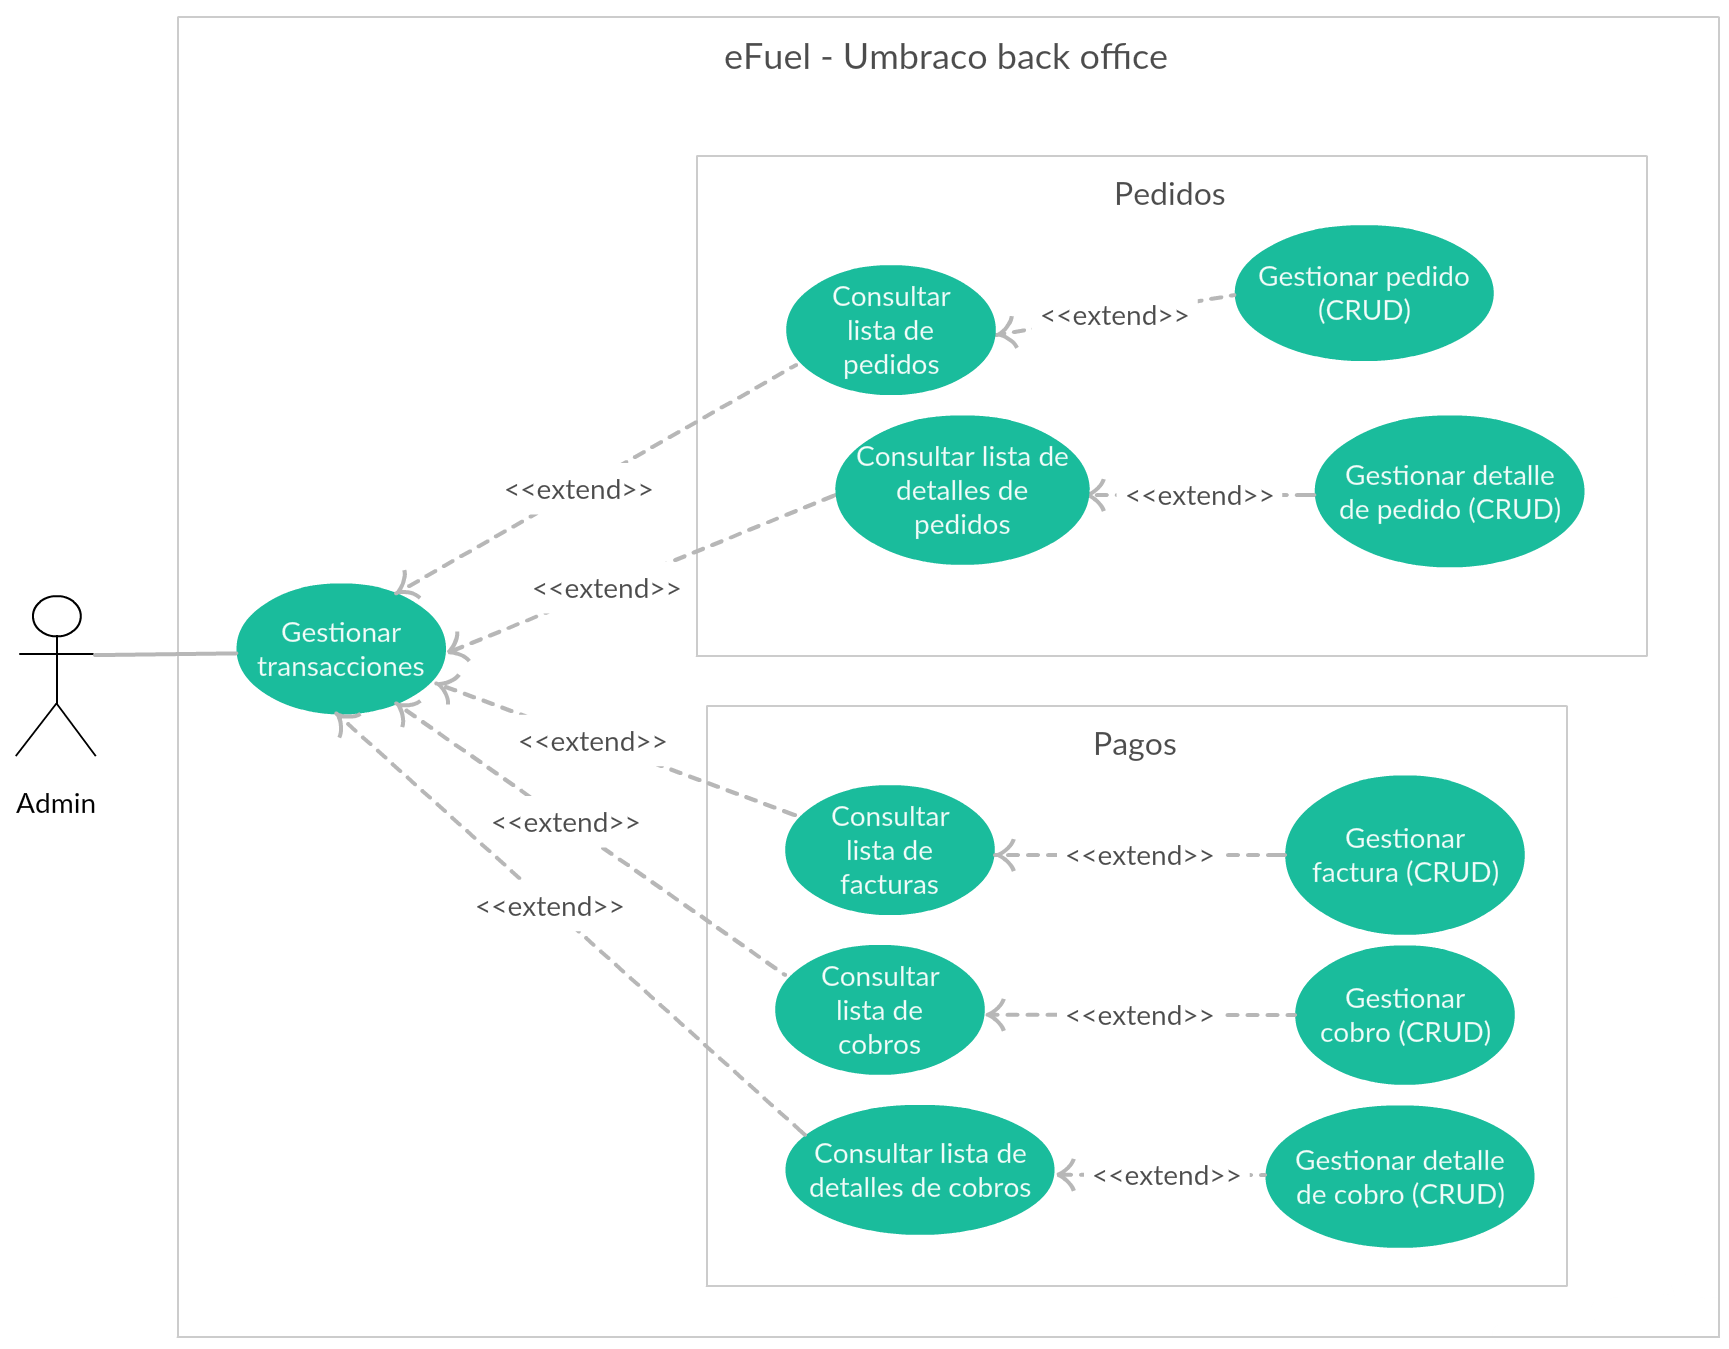 eFuel - Umbraco back office
Pedidos
Consultar
lista de
pedidos
<<extend>>
Gestionar pedido
(CRUD)
<<extend>>
Consultar lista de
detalles de
pedidos
<<extend>>
Gestionar detalle
de pedido (CRUD)
<<extend>>
Gestionar
transacciones
Admin
<<extend>>
<<extend>>
<<extend>>
Pagos
Consultar
lista de
facturas
<<extend>>
Gestionar
factura (CRUD)
Consultar
lista de
cobros
<<extend>>
Gestionar
cobro (CRUD)
Consultar lista de
detalles de cobros
<<extend>>
Gestionar detalle
de cobro (CRUD)